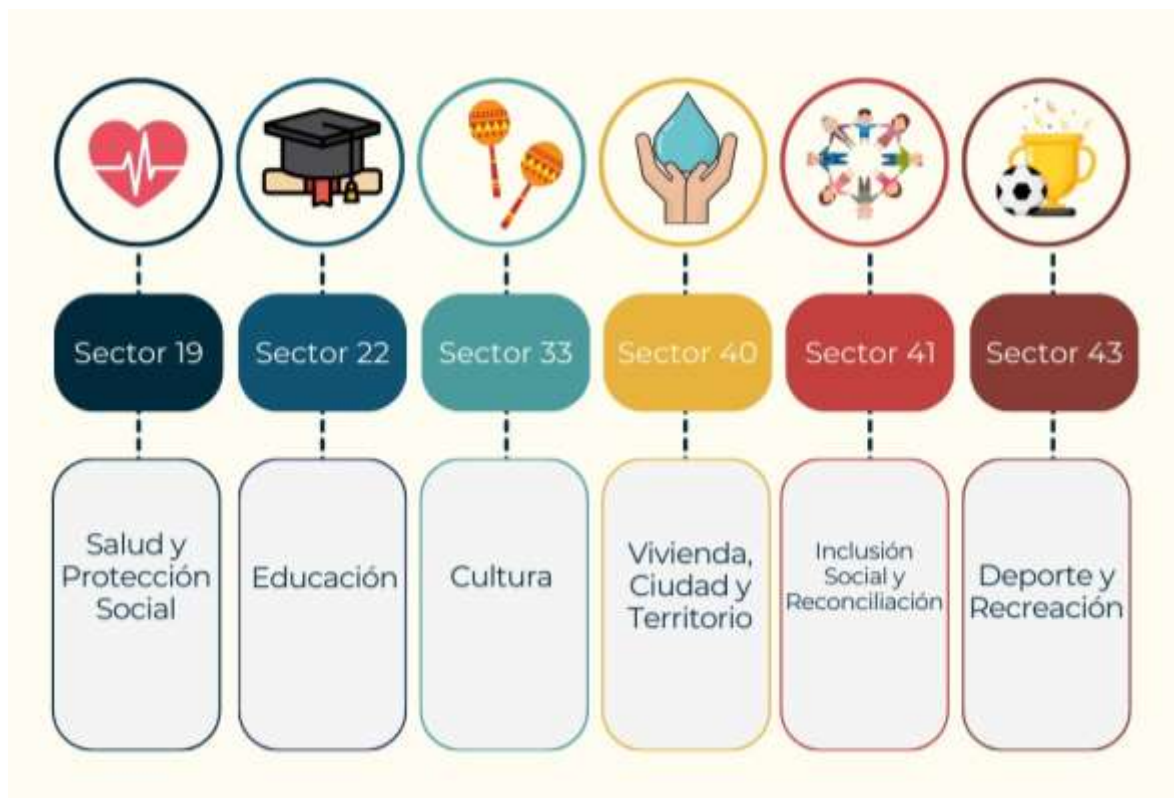 Sector 19
Sector 22
Sector 33
Sector 40
Sector 41
Sector 43
Salud y
Protección
Social
Educación
Cultura
Vivienda,
Ciudad y
Territorio
Inclusión
Social y
Reconciliación
Deporte y
Recreación